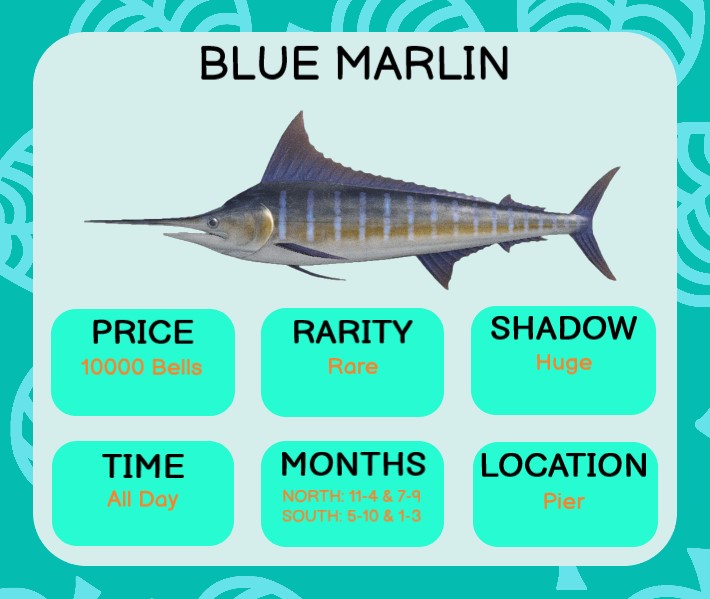 BLUE MARLIN
PRICE
10000 Bells
RARITY
Rare
SHADOW
Huge
TIME
All Day
MONTHS
NORTH: 11-4 & 7-9
SOUTH: 5-10 & 1-3
LOCATION
Pier